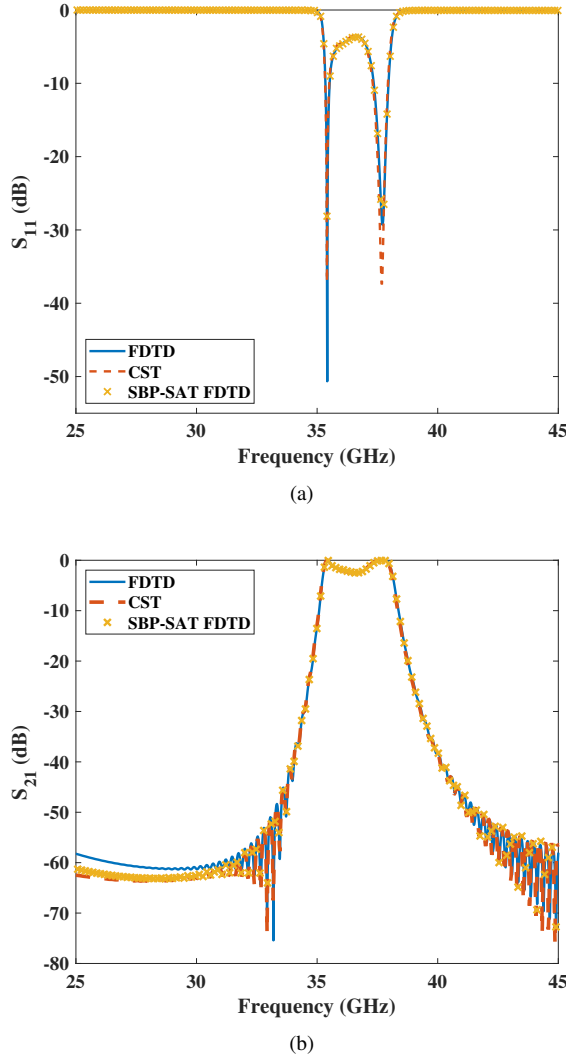 0
-10
-20
-30
-40
-50
S11 (dB)
FDTD
CST
SBP-SAT FDTD
25 30 35 40 45
Frequency (GHz)
(a)
0
-10
-20
-30
-40
-50
-60
-70
-80
S21 (dB)
FDTD
CST
SBP-SAT FDTD
25 30 35 40 45
Frequency (GHz)
(b)